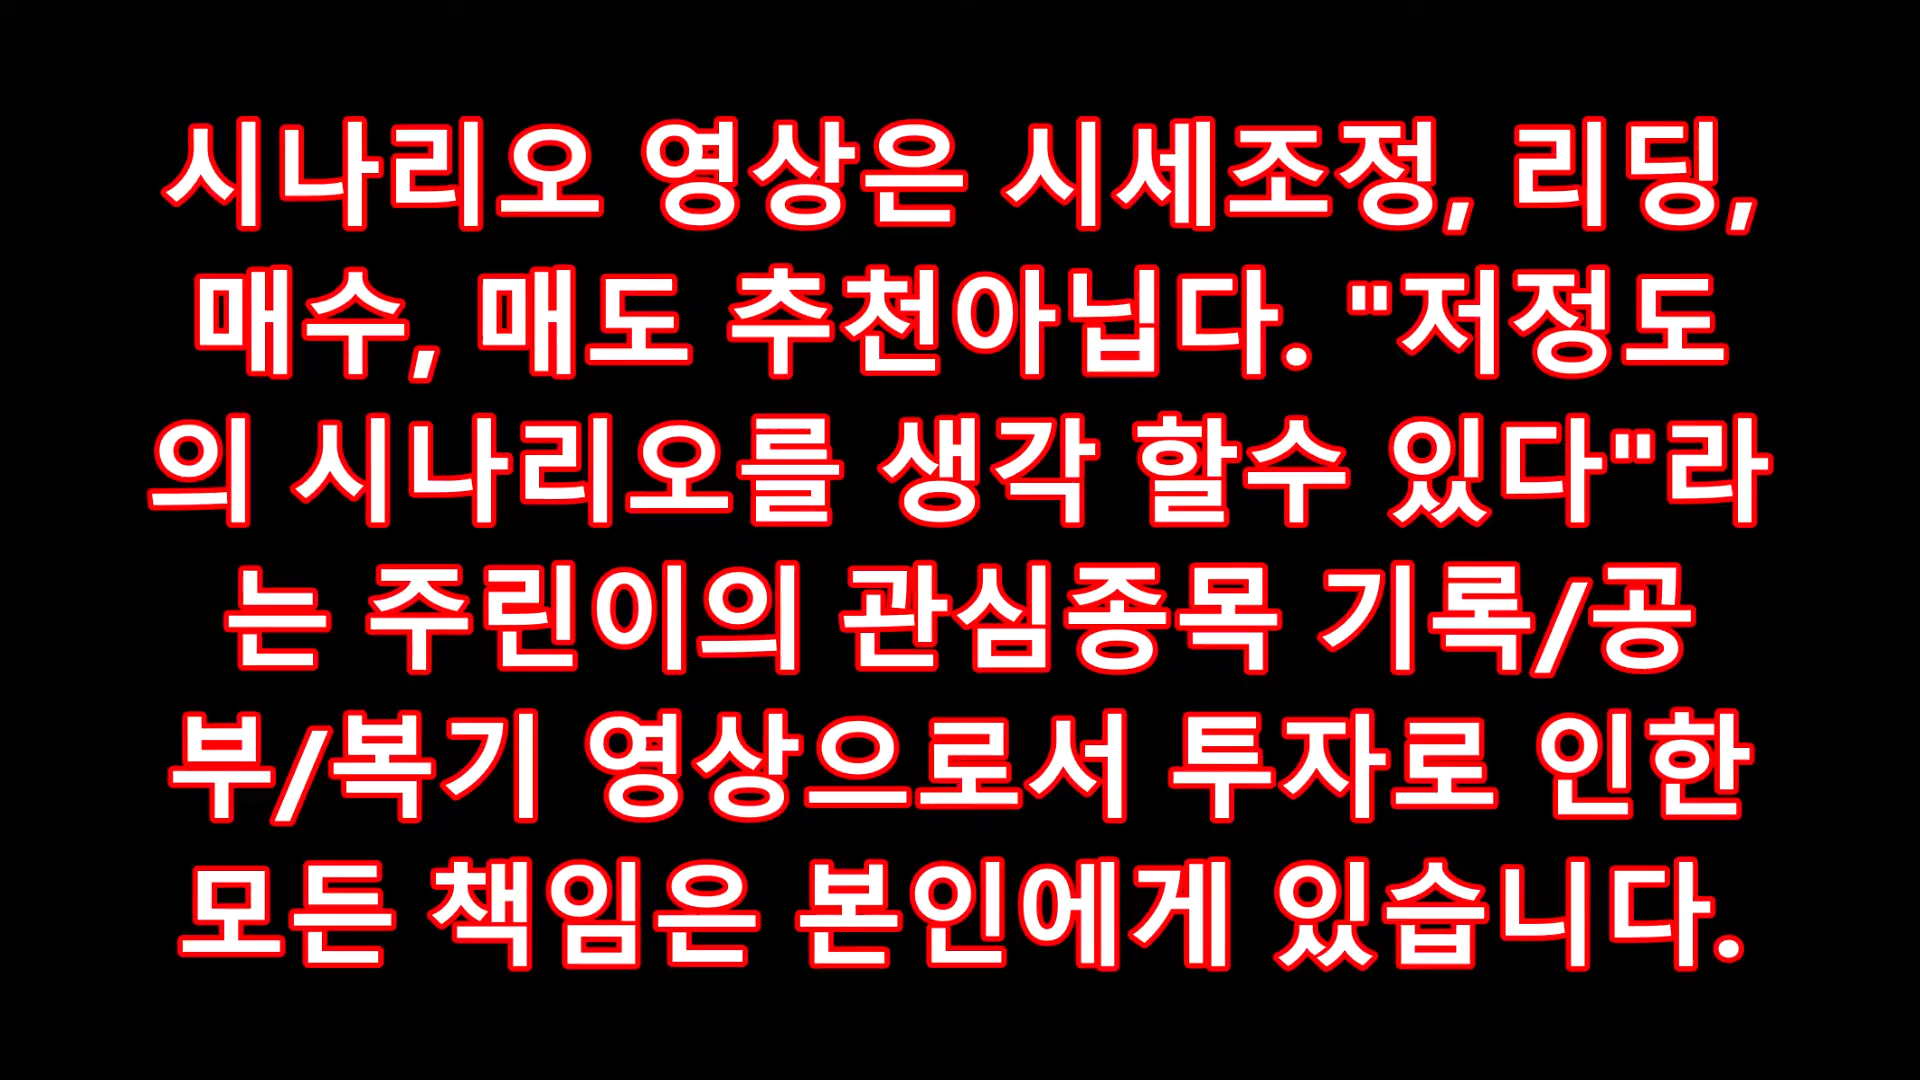 시나리오 영상은 시세조정, 리딩,
매수, 매도 추천아닙다. "저정도
의 시나리오를 생각 할수 있다"라
는 주린이의 관심종목 기록/공
부/복기 영상으로서 투자로 인한
모든 책임은 본인에게 있습니다.